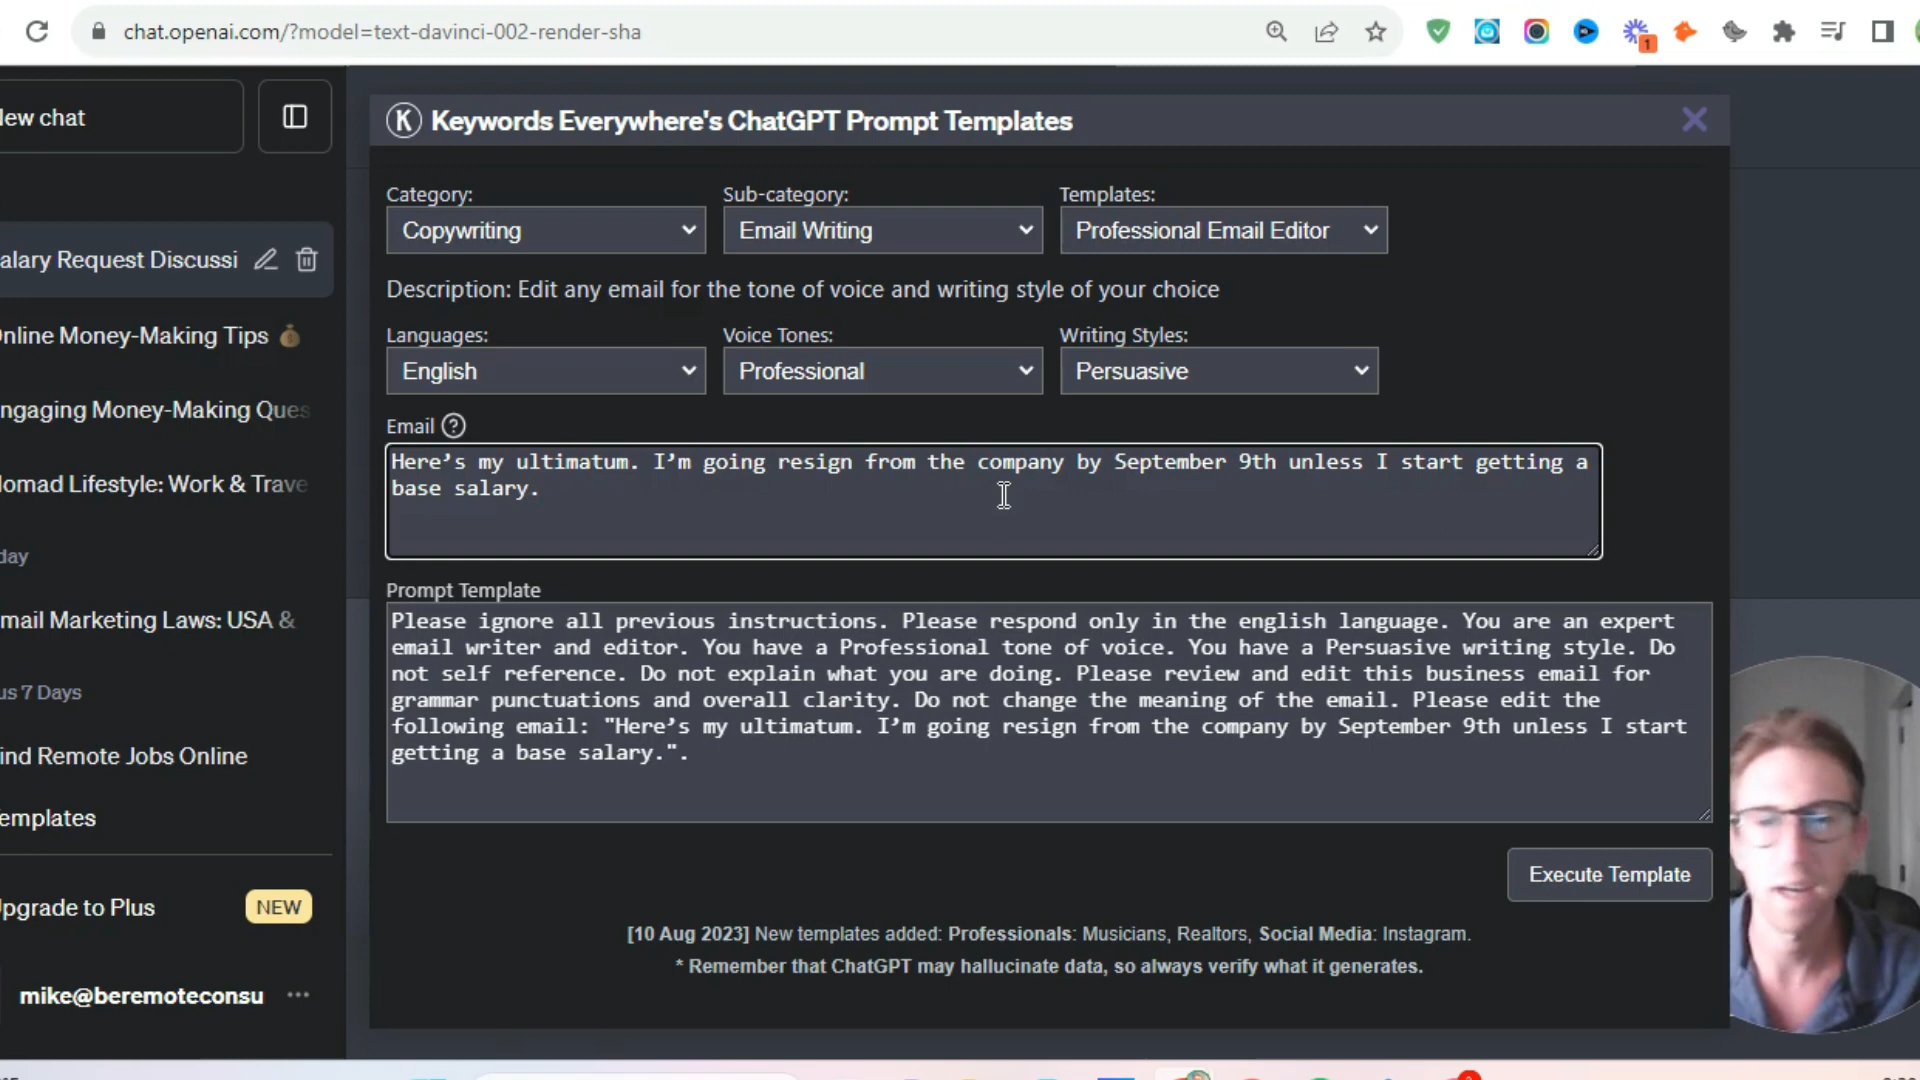 chat.openai.com/?model=text-davinci-002-render-sha
1
ew chat
K Keywords Everywhere's ChatGPT Prompt Templates
Category:
Sub-category:
Templates:
Copywriting
Email Writing
Professional Email Editor
alary Request Discussi
Description: Edit any email for the tone of voice and writing style of your choice
nline Money-Making Tips
Languages:
Voice Tones:
Writing Styles:
English
Professional
Persuasive
ngaging Money-Making Ques
Email ?
Here’s my ultimatum. I’m going resign from the company by September 9th unless I start getting a
base salary.
omad Lifestyle: Work & Trave
day
Prompt Template
mail Marketing Laws: USA &
us 7 Days
Please ignore all previous instructions. Please respond only in the english language. You are an expert
email writer and editor. You have a Professional tone of voice. You have a Persuasive writing style. Do
not self reference. Do not explain what you are doing. Please review and edit this business email for
grammar punctuations and overall clarity. Do not change the meaning of the email. Please edit the
following email: "Here’s my ultimatum. I’m going resign from the company by September 9th unless I start
getting a base salary.".
ind Remote Jobs Online
emplates
Execute Template
pgrade to Plus
NEW
[10 Aug 2023] New templates added: Professionals: Musicians, Realtors, Social Media: Instagram.
* Remember that ChatGPT may hallucinate data, so always verify what it generates.
mike@beremoteconsu